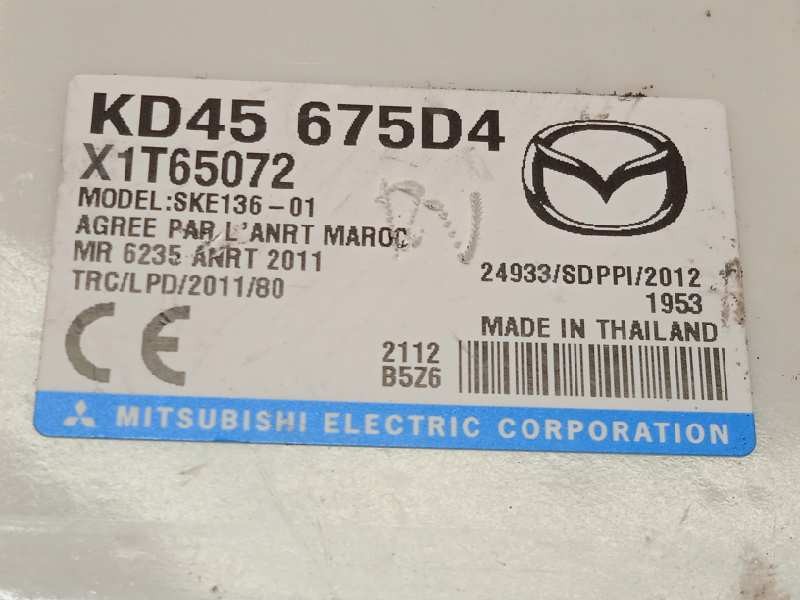 KD45 675D4
X1T65072
MODEL:SKE136-01
AGREE PAR L'ANRT MAROC
MR 6235 ANRT 2011
TRC/LPD/2011/80
24933/SDPPI/2012
1953
MADE IN THAILAND
CE
2112
B5Z6
MITSUBISHI ELECTRIC CORPORATION